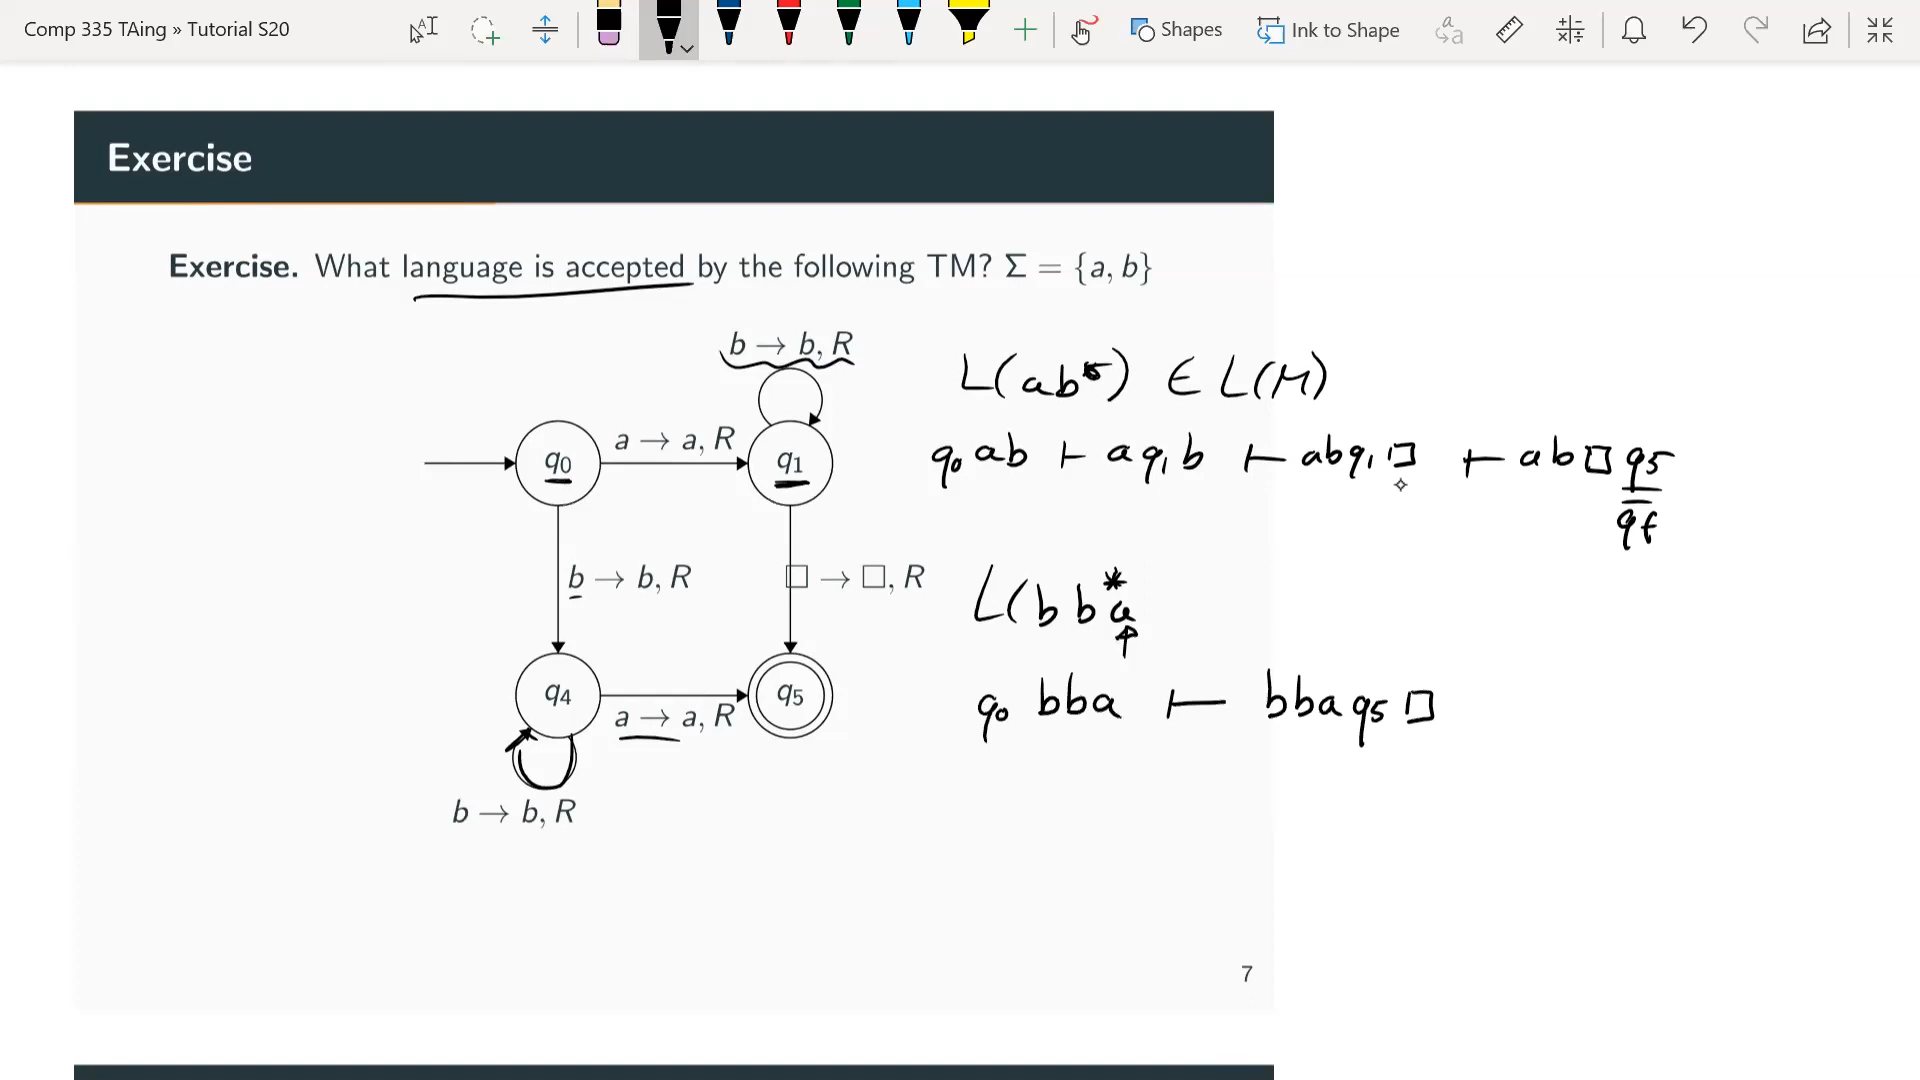 Comp 335 TAing » Tutorial S20
Shapes
Ink to Shape
Exercise
Exercise. What language is accepted by the following TM? Σ = {a, b}
b → b, R
L(ab*) ∈ L(M)
a → a, R
q0
q1
q0 ab ⊢ a q1 b ⊢ ab q1 □ ⊢ ab □ q5
qf
b → b, R
□ → □, R
L(b b* a
q4
q5
a → a, R
q0 bba ⊢ bba q5 □
b → b, R
7